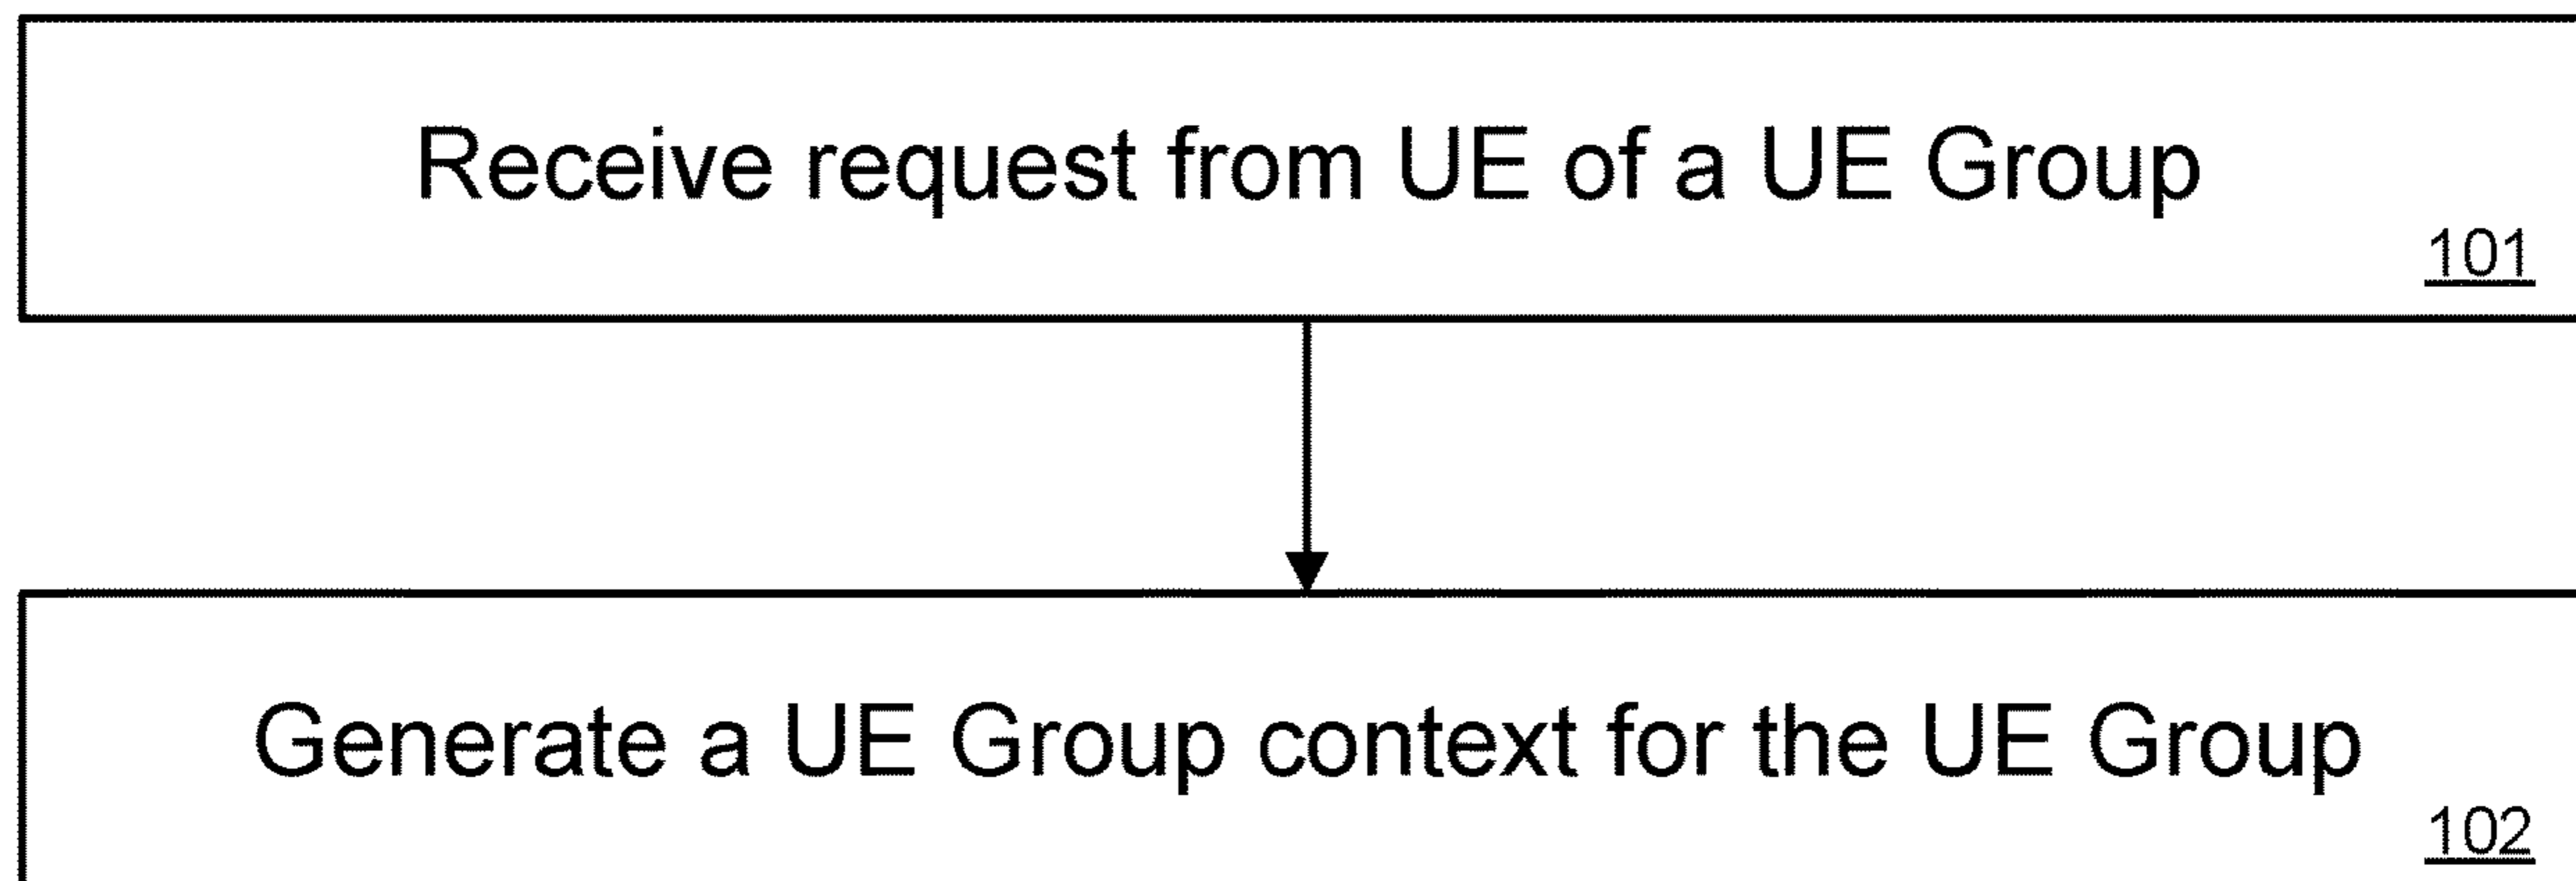 Receive request from UE of a UE Group
101
Generate a UE Group context for the UE Group
102